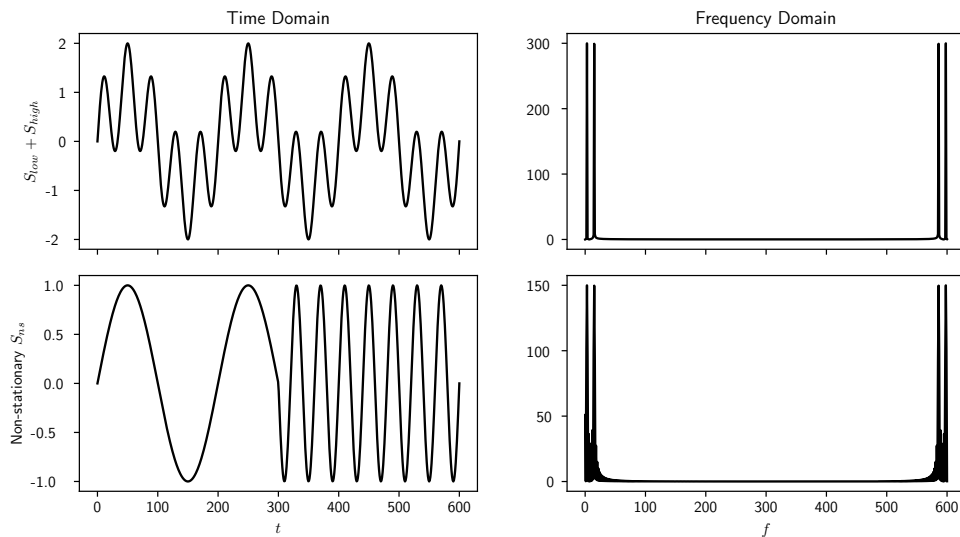 Time Domain
Frequency Domain
2
1
0
-1
-2
S_low + S_high
300
200
100
0
1.0
0.5
0.0
-0.5
-1.0
Non-stationary S_ns
0 100 200 300 400 500 600
t
150
100
50
0
0 100 200 300 400 500 600
f